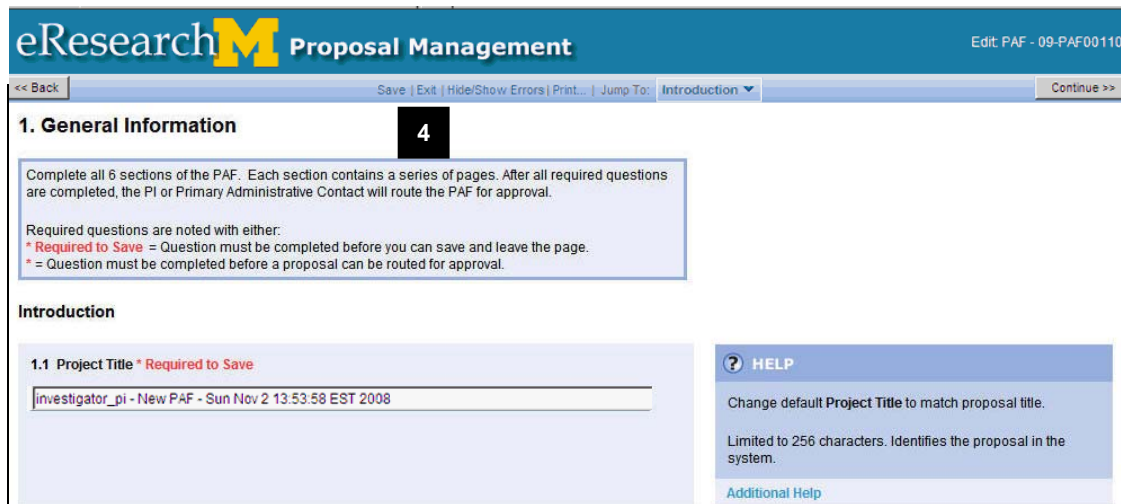 eResearch M Proposal Management
Edit: PAF - 09-PAF00110
<< Back
Save | Exit | Hide/Show Errors | Print... | Jump To: Introduction
Continue >>
1. General Information
4
Complete all 6 sections of the PAF. Each section contains a series of pages. After all required questions
are completed, the PI or Primary Administrative Contact will route the PAF for approval.
Required questions are noted with either:
* Required to Save = Question must be completed before you can save and leave the page.
* = Question must be completed before a proposal can be routed for approval.
Introduction
1.1 Project Title * Required to Save
investigator_pi - New PAF - Sun Nov 2 13:53:58 EST 2008
? HELP
Change default Project Title to match proposal title.
Limited to 256 characters. Identifies the proposal in the
system.
Additional Help